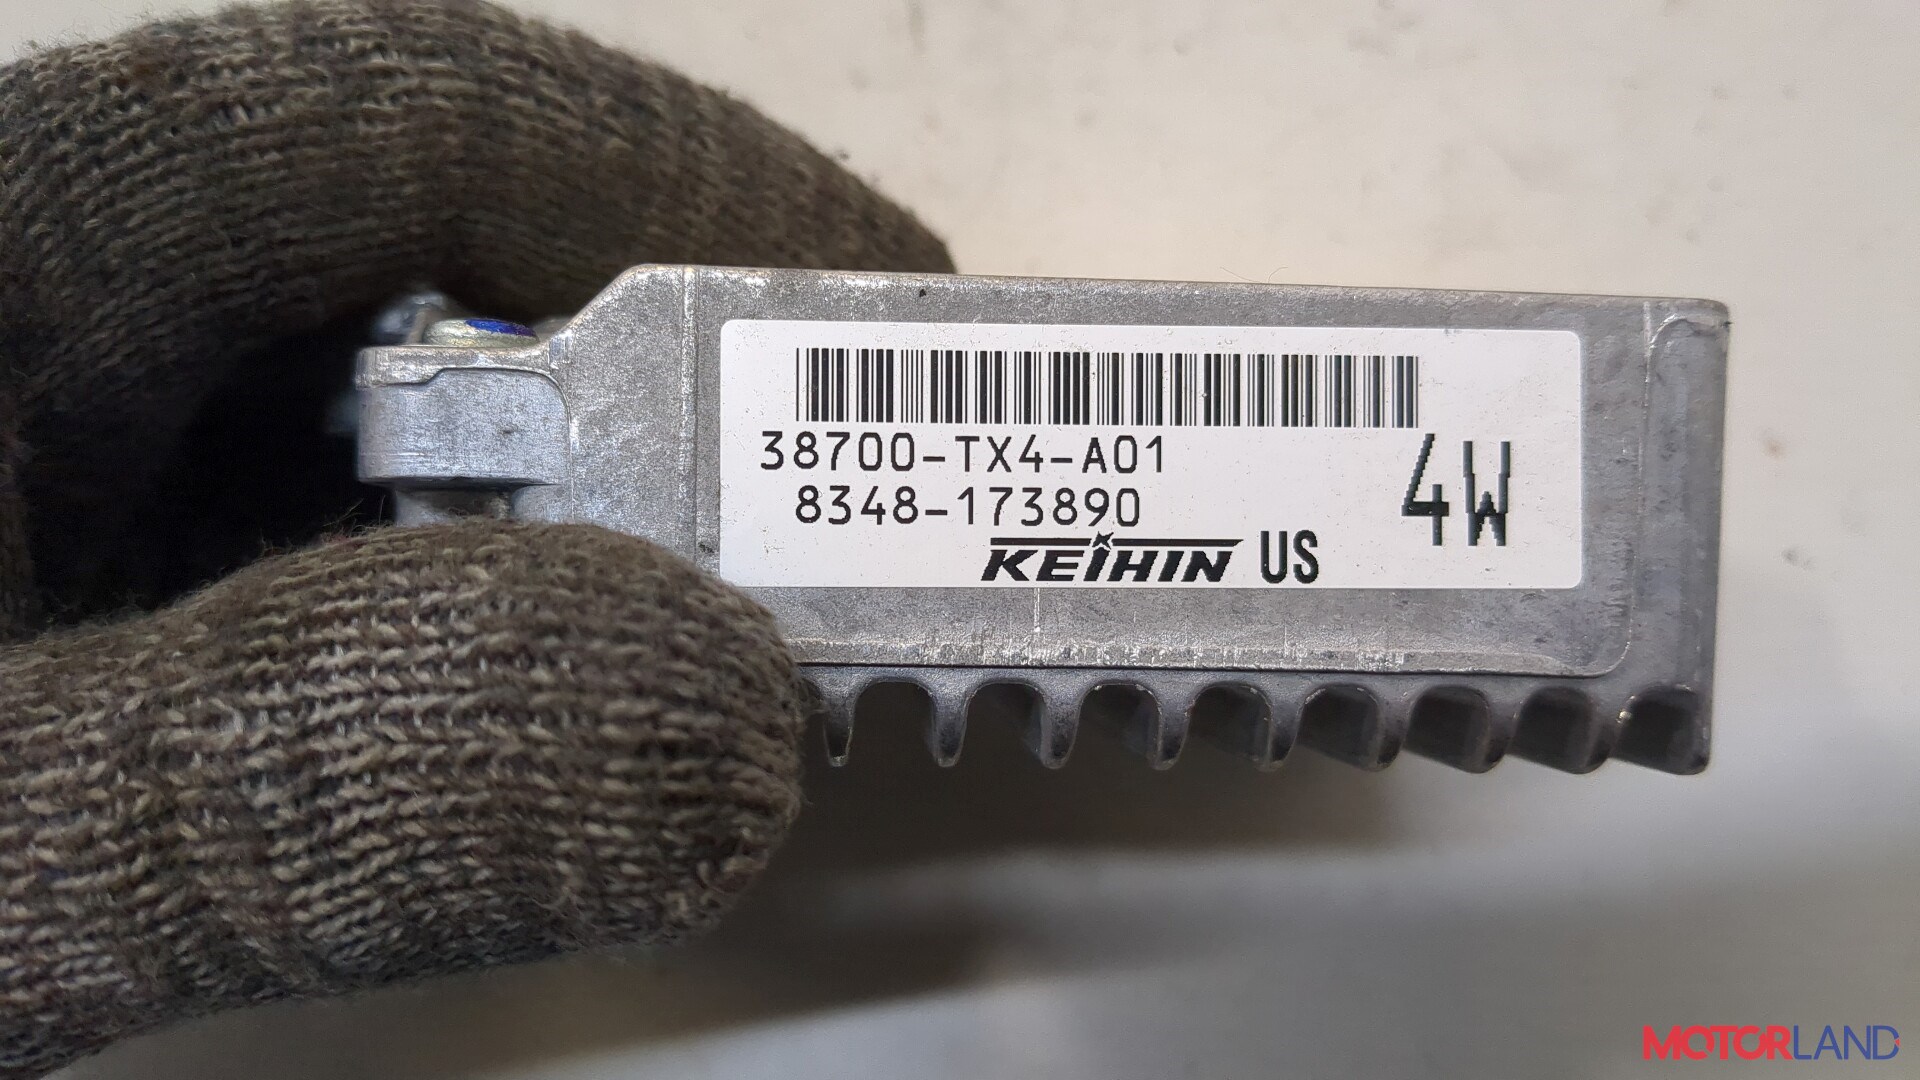 38700-TX4-A01
8348-173890
4W
KEIHIN US
MOTORLAND